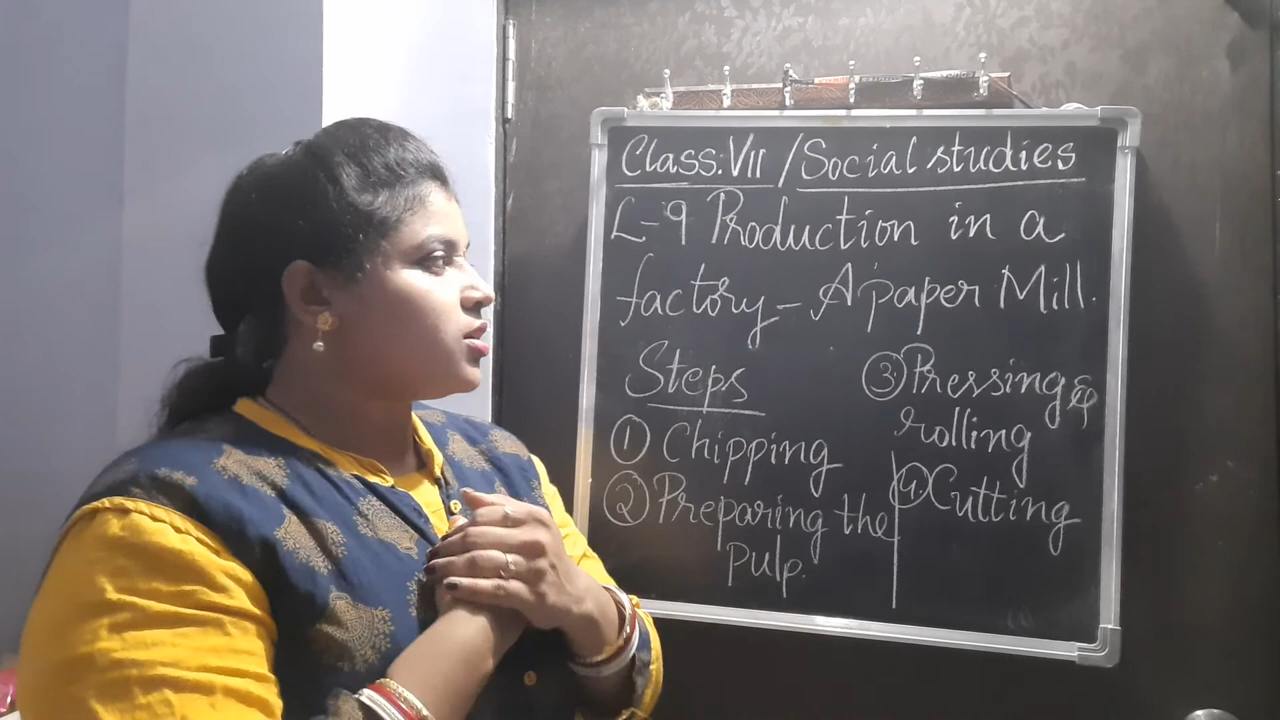 Class: VII / Social studies
L-9 Production in a
factory - A paper Mill.
Steps
① Chipping
② Preparing the
Pulp.
③ Pressing &
rolling
④ Cutting